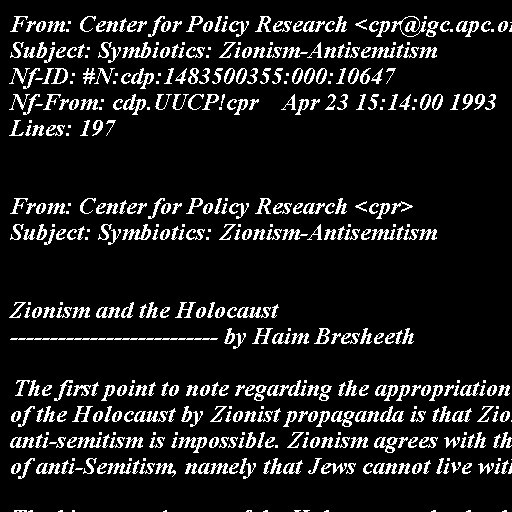 From: Center for Policy Research <cpr@igc.apc.
Subject: Symbiotics: Zionism-Antisemitism
Nf-ID: #N:cdp:1483500355:000:10647
Nf-From: cdp.UUCP!cpr    Apr 23 15:14:00 1993
Lines: 197
From: Center for Policy Research <cpr>
Subject: Symbiotics: Zionism-Antisemitism
Zionism and the Holocaust
-------------------------- by Haim Bresheeth
The first point to note regarding the appropriation
of the Holocaust by Zionist propaganda is that
anti-semitism is impossible. Zionism agrees with
of anti-Semitism, namely that Jews cannot live